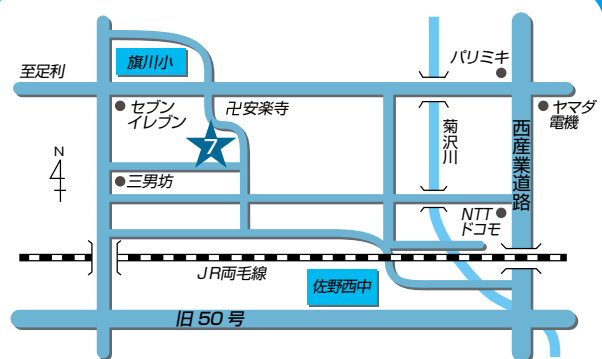 旗川小
パリミキ
至足利
セブン
イレブン
卍安楽寺
ヤマダ
電機
7
菊沢川
西産業道路
N
三男坊
NTT
ドコモ
JR両毛線
佐野西中
旧50号